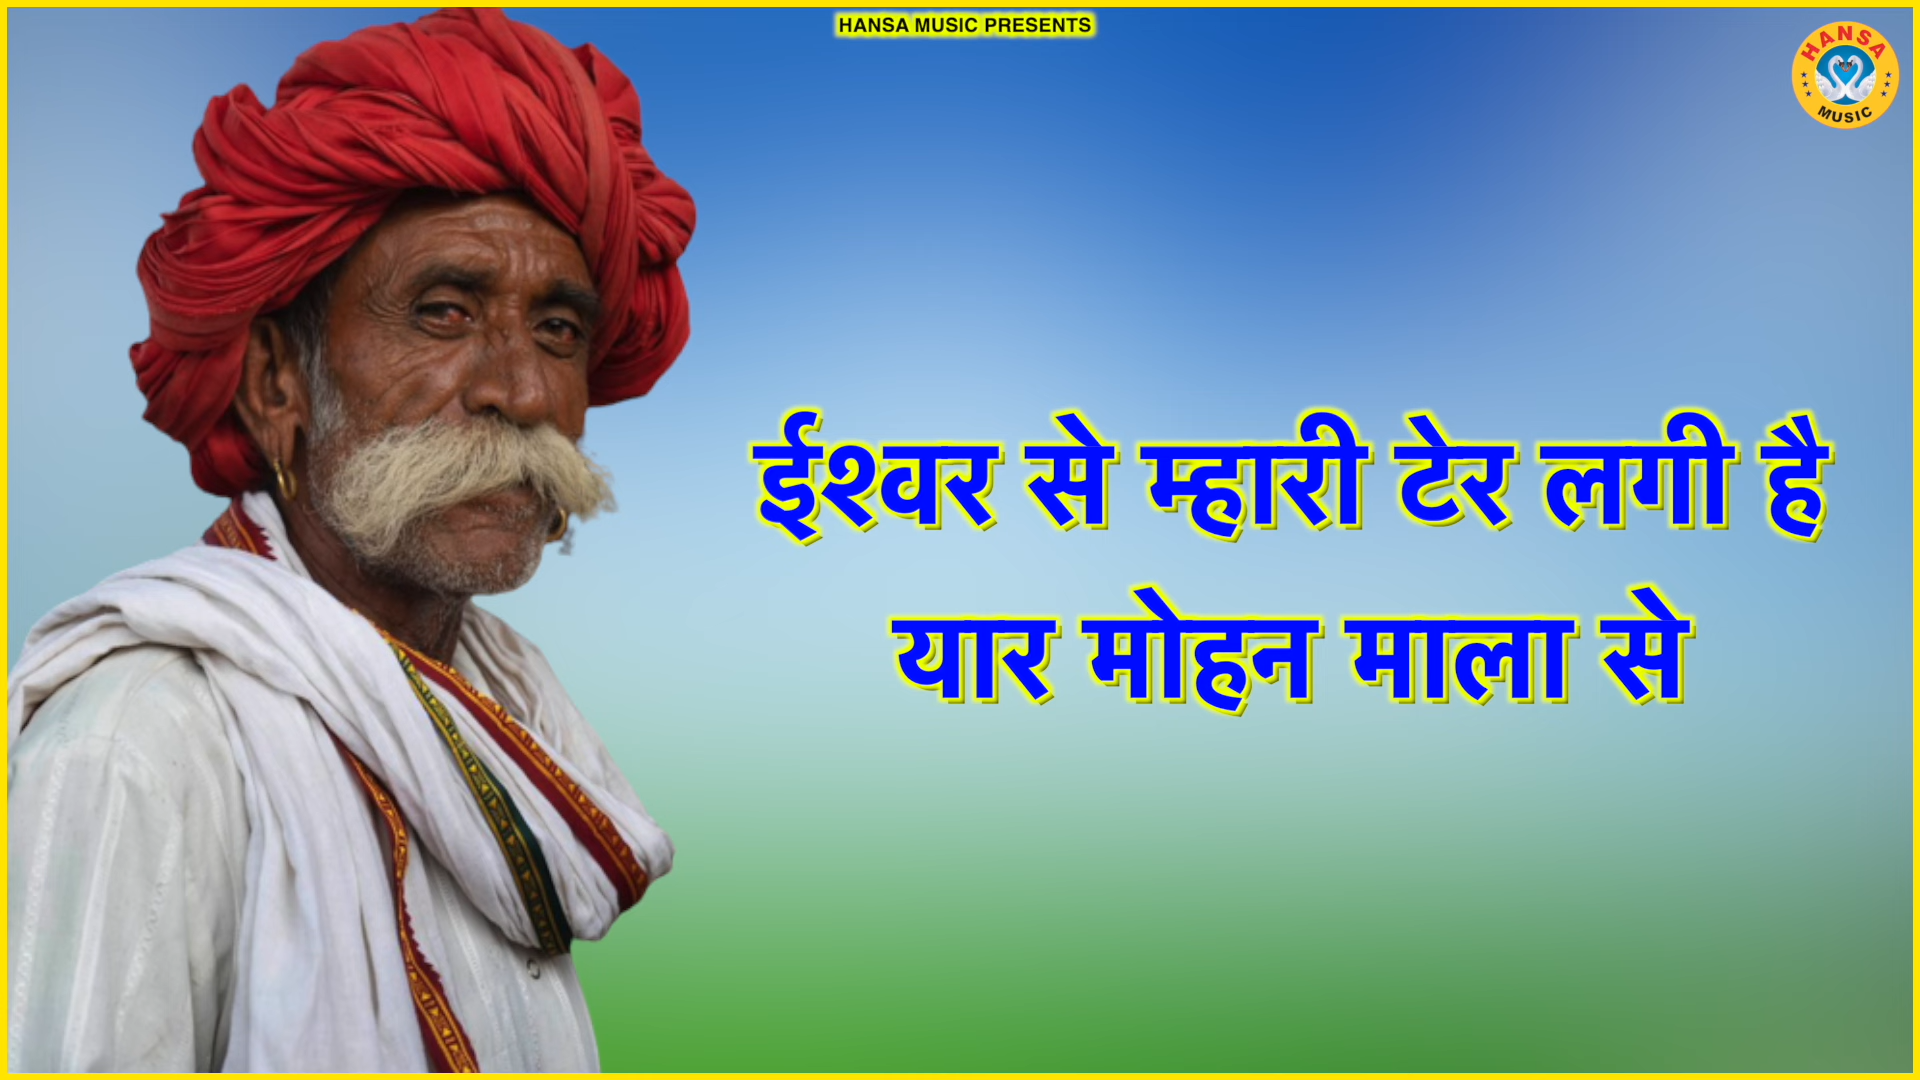 HANSA MUSIC PRESENTS
HANSA
MUSIC
ईश्वर से म्हारी टेर लगी है
यार मोहन माला से